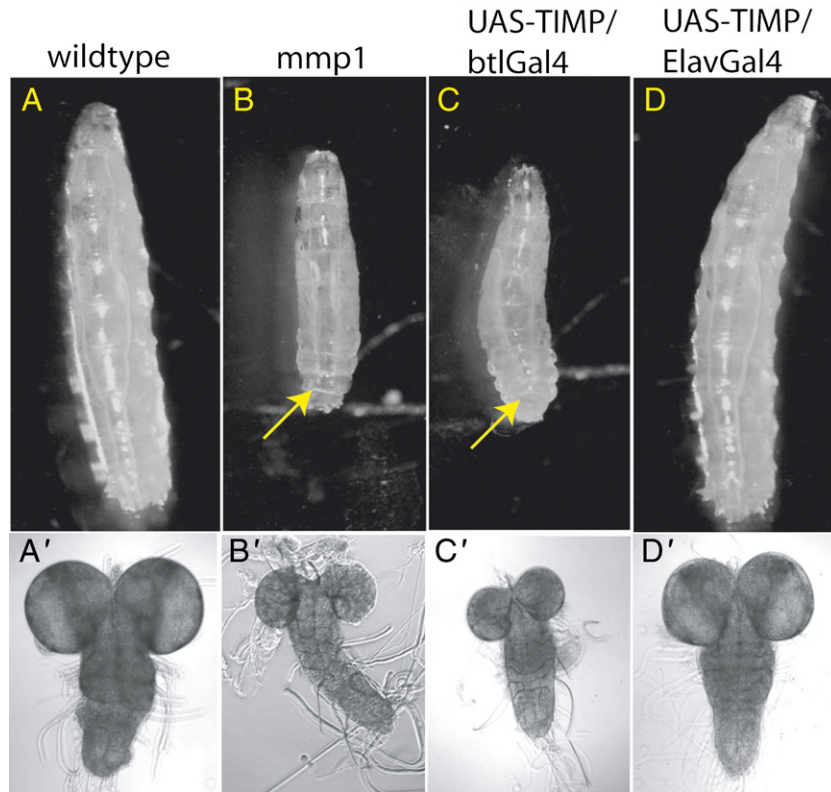 wildtype
mmp1
UAS-TIMP/
btlGal4
UAS-TIMP/
ElavGal4
A
B
C
D
A′
B′
C′
D′